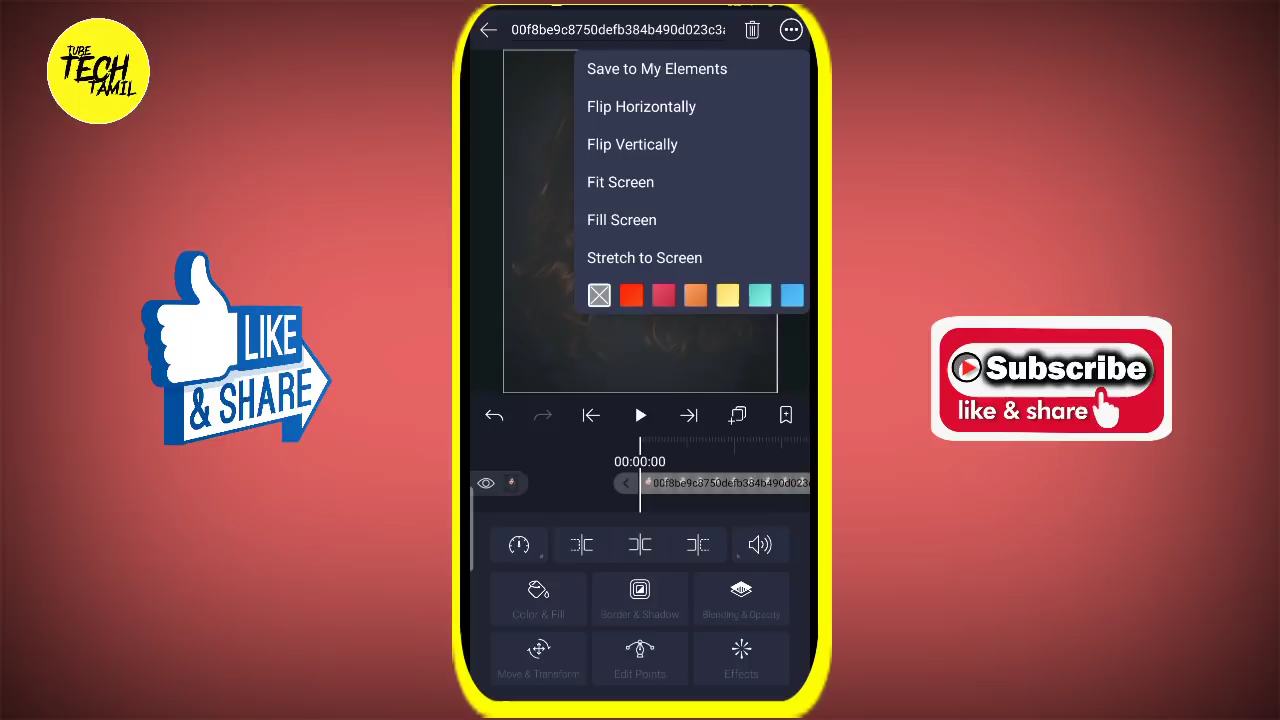 TUBE
TECH
TAMIL
00f8be9c8750defb384b490d023c3
Save to My Elements
Flip Horizontally
Flip Vertically
Fit Screen
Fill Screen
Stretch to Screen
LIKE
& SHARE
Subscribe
like & share
00:00:00
00f8be9c8750defb384b490d023
Color & Fill
Border & Shadow
Blending & Opacity
Move & Transform
Edit Points
Effects